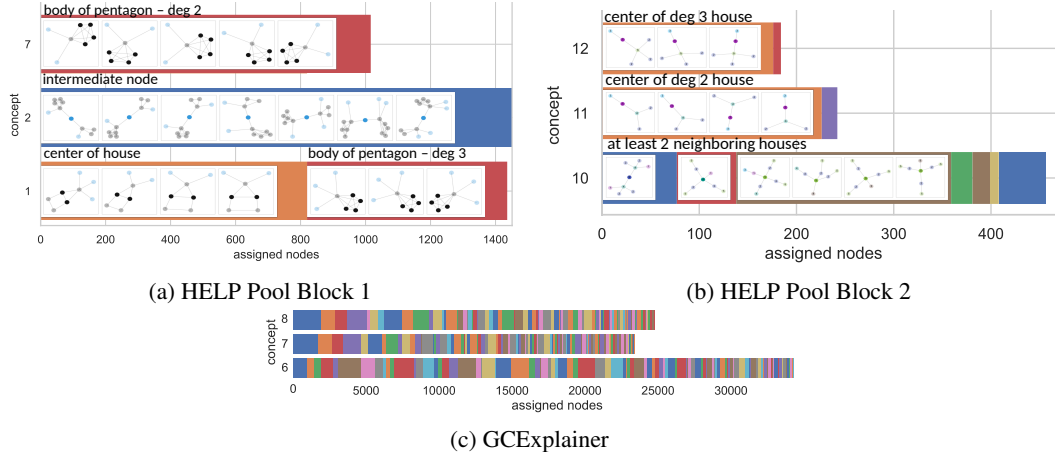 body of pentagon – deg 2
7
intermediate node
2
center of house
body of pentagon – deg 3
1
concept
0 200 400 600 800 1000 1200 1400
assigned nodes
(a) HELP Pool Block 1
center of deg 3 house
12
center of deg 2 house
11
at least 2 neighboring houses
10
concept
0 100 200 300 400
assigned nodes
(b) HELP Pool Block 2
8
7
6
concept
0 5000 10000 15000 20000 25000 30000
assigned nodes
(c) GCExplainer